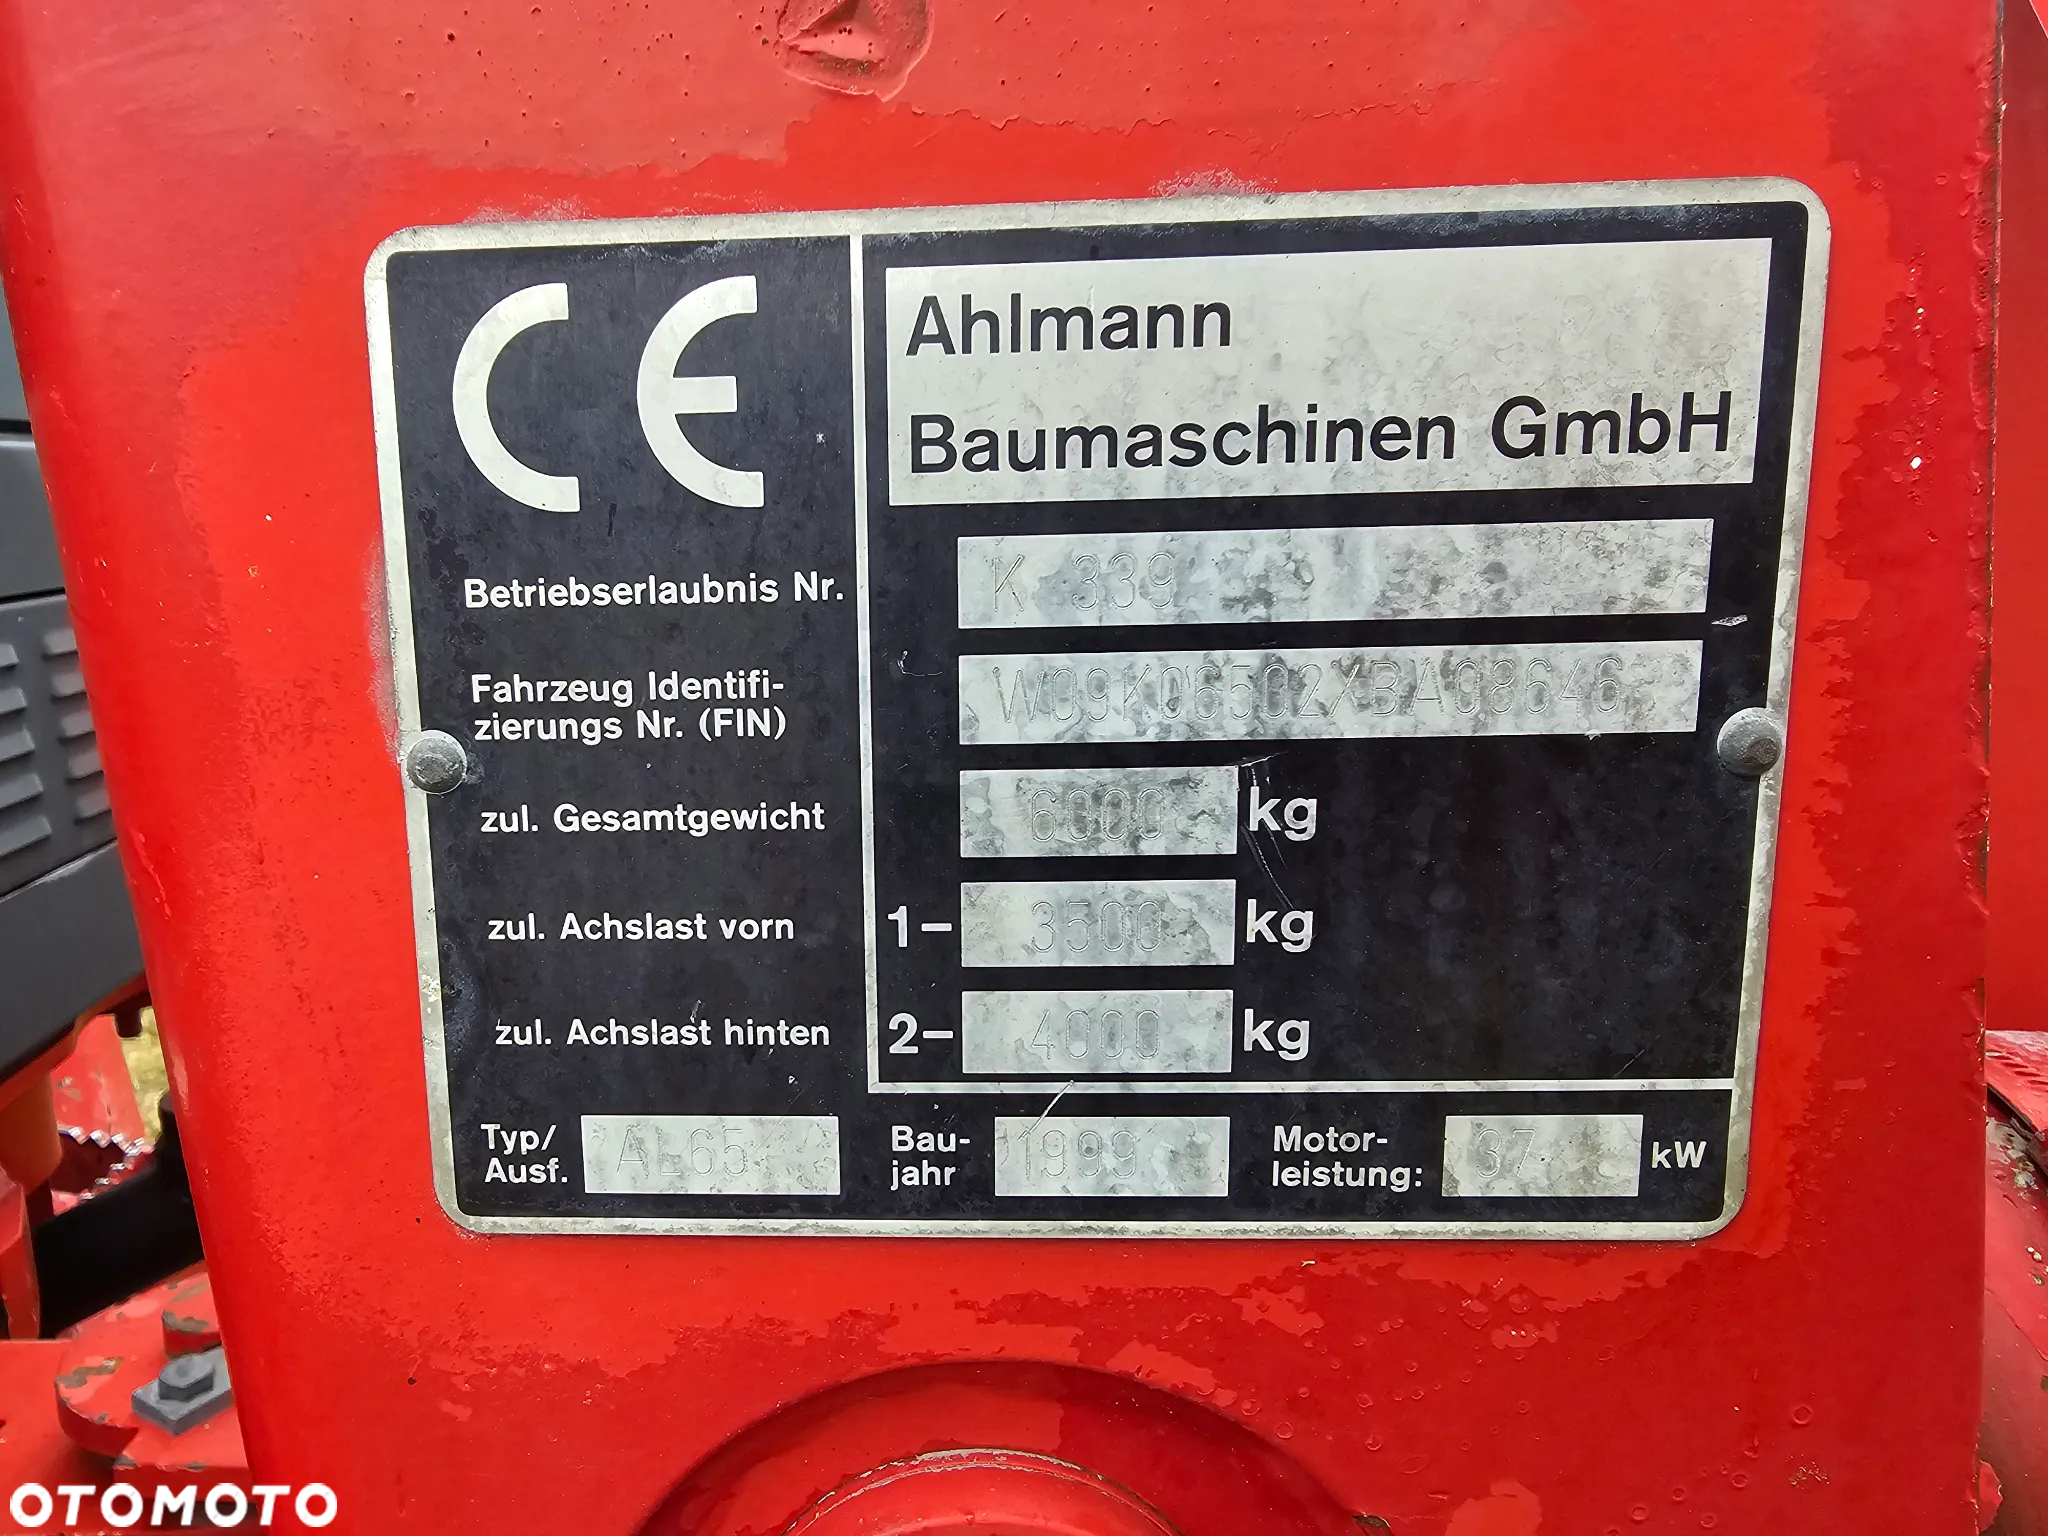 CE
Ahlmann
Baumaschinen GmbH
Betriebserlaubnis Nr. K 339
Fahrzeug Identifi-
zierungs Nr. (FIN) W09K06502XBA08646
zul. Gesamtgewicht 6000 kg
zul. Achslast vorn 1- 3500 kg
zul. Achslast hinten 2- 4000 kg
Typ/
Ausf. AL65
Bau-
jahr 1999
Motor-
leistung: 37 kW
OTOMOTO